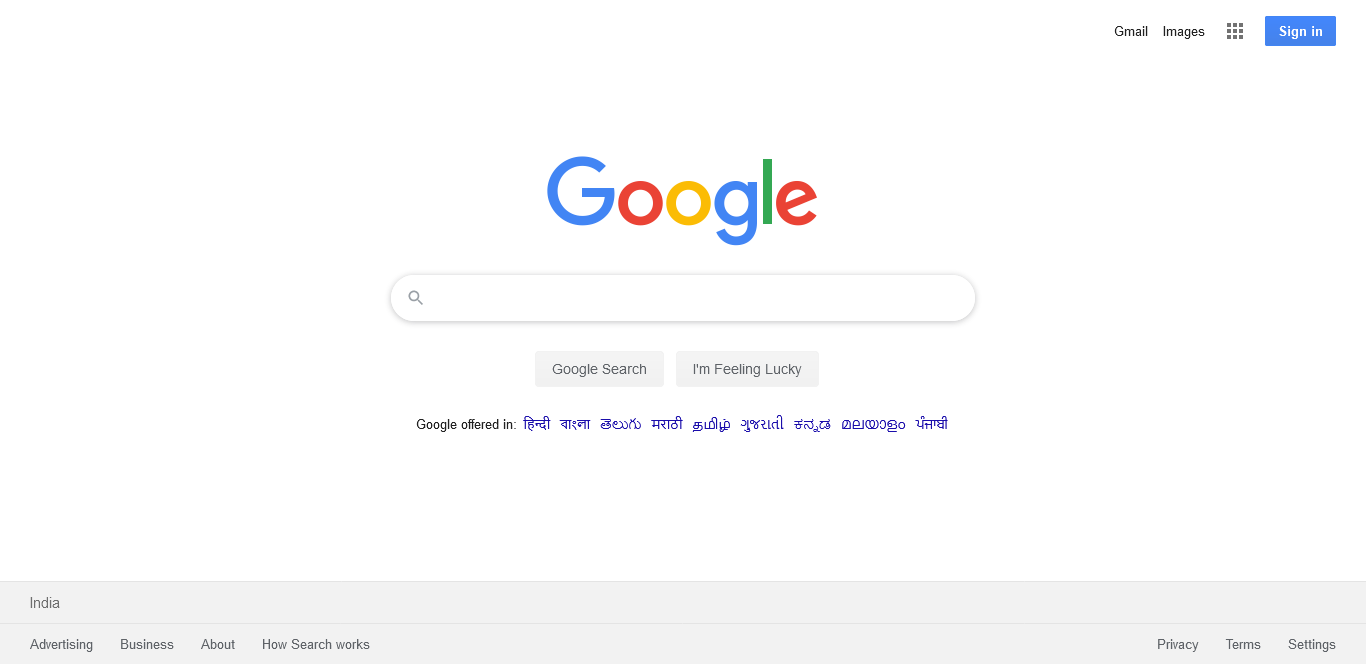 Gmail Images Sign in
Google
Google Search I'm Feeling Lucky
Google offered in: हिन्दी বাংলা తెలుగు मराठी தமிழ் ગુજરાતી ಕನ್ನಡ മലയാളം ਪੰਜਾਬੀ
India
Advertising Business About How Search works Privacy Terms Settings